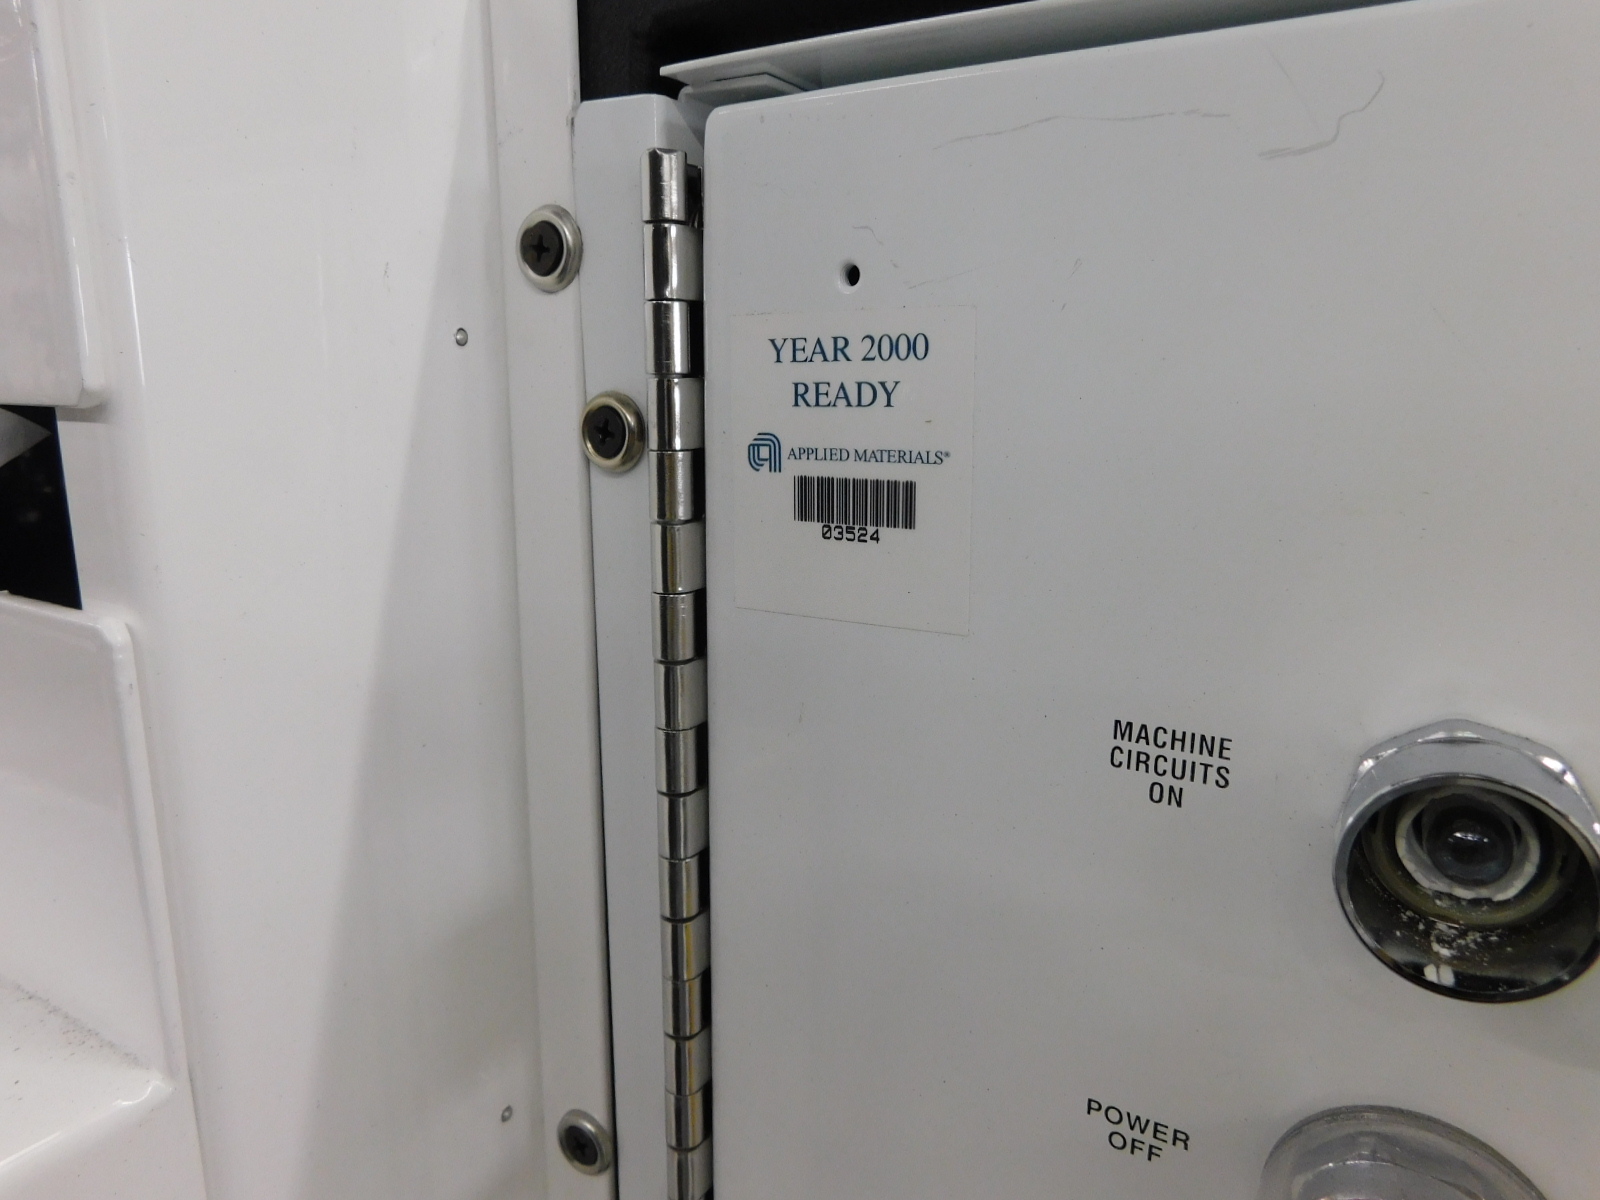 YEAR 2000
READY
APPLIED MATERIALS®
03524
MACHINE
CIRCUITS
ON
POWER
OFF